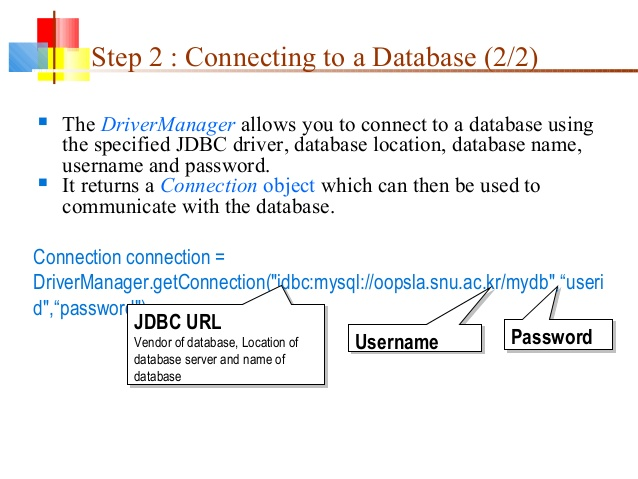 Step 2 : Connecting to a Database (2/2)
The DriverManager allows you to connect to a database using
the specified JDBC driver, database location, database name,
username and password.
It returns a Connection object which can then be used to
communicate with the database.
Connection connection =
DriverManager.getConnection("jdbc:mysql://oopsla.snu.ac.kr/mydb",“useri
d",“password")
JDBC URL
Vendor of database, Location of
database server and name of
database
Username
Password